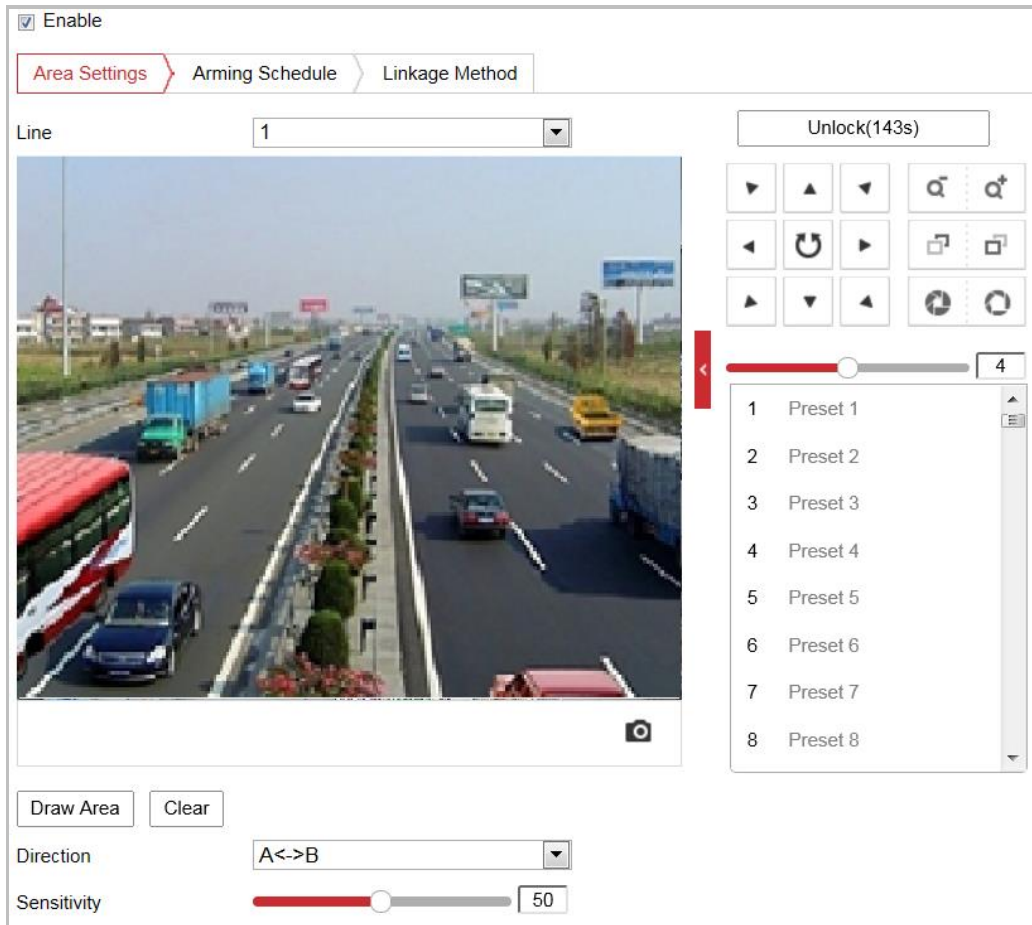 Enable
Area Settings
Arming Schedule
Linkage Method
Line
1
Unlock(143s)
4
1 Preset 1
2 Preset 2
3 Preset 3
4 Preset 4
5 Preset 5
6 Preset 6
7 Preset 7
8 Preset 8
Draw Area
Clear
Direction
A<->B
Sensitivity
50